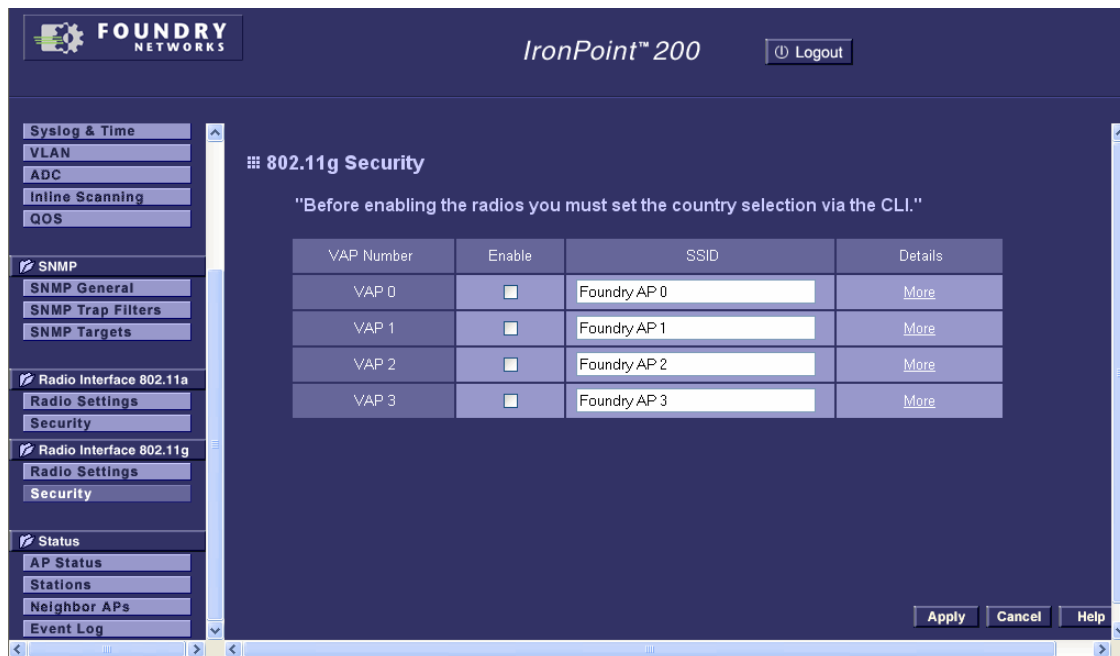 FOUNDRY
NETWORKS
IronPoint™ 200
Logout
Syslog & Time
VLAN
ADC
Inline Scanning
QOS
SNMP
SNMP General
SNMP Trap Filters
SNMP Targets
Radio Interface 802.11a
Radio Settings
Security
Radio Interface 802.11g
Radio Settings
Security
Status
AP Status
Stations
Neighbor APs
Event Log
802.11g Security
"Before enabling the radios you must set the country selection via the CLI."
VAP Number Enable SSID Details
VAP 0 Foundry AP 0 More
VAP 1 Foundry AP 1 More
VAP 2 Foundry AP 2 More
VAP 3 Foundry AP 3 More
Apply Cancel Help